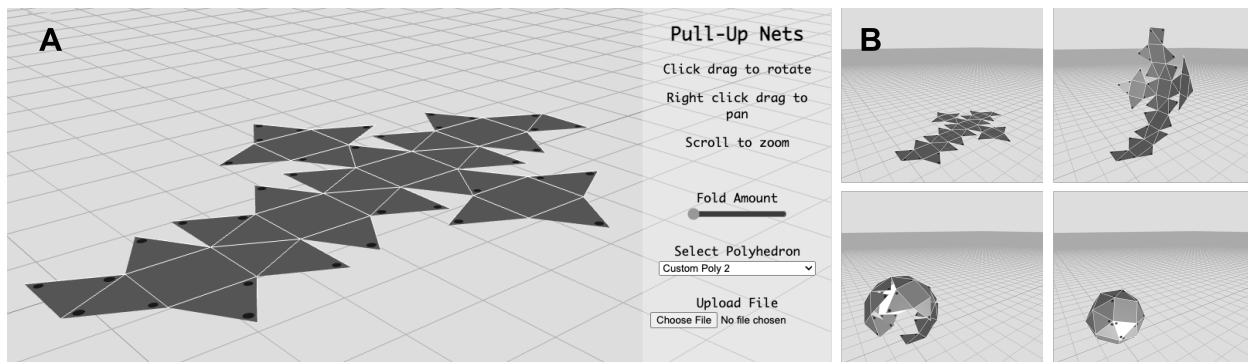 A
Pull-Up Nets
Click drag to rotate
Right click drag to
pan
Scroll to zoom
Fold Amount
Select Polyhedron
Custom Poly 2
Upload File
Choose File No file chosen
B